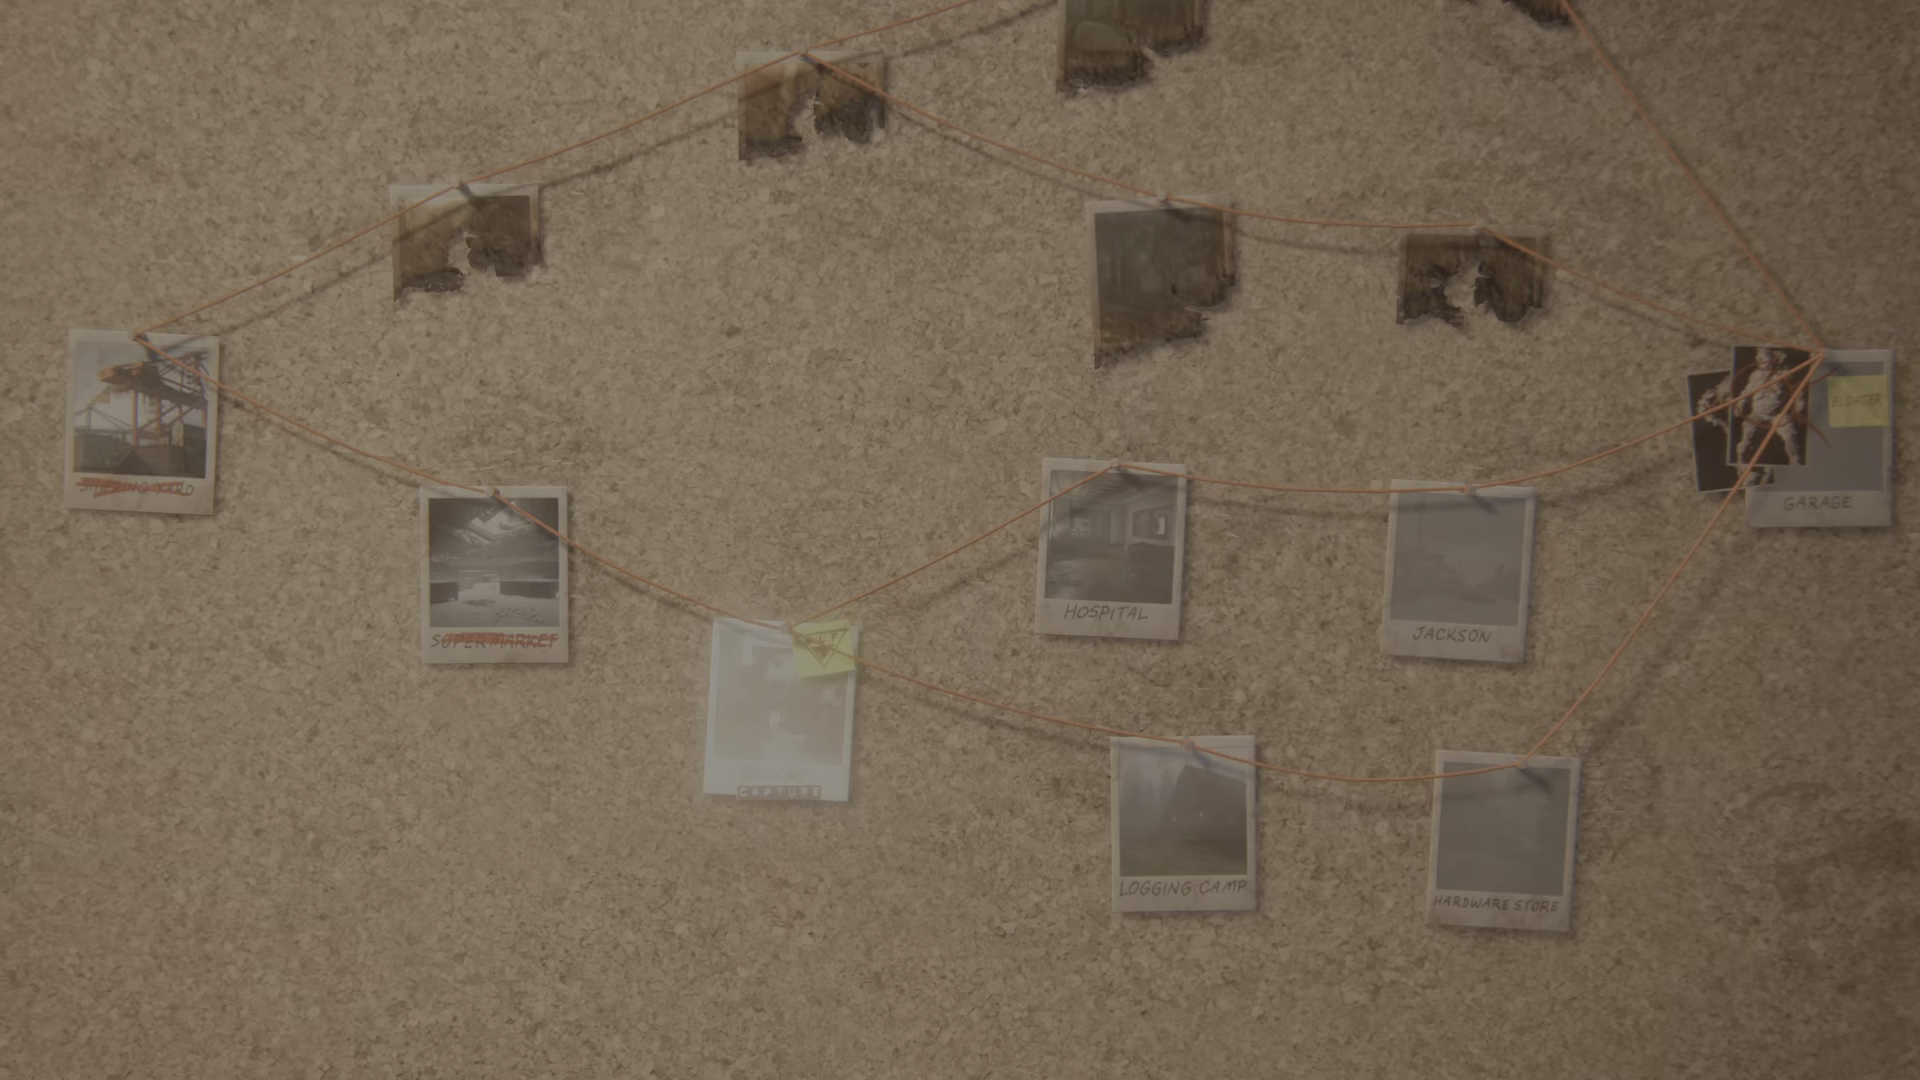 GARAGE
SUPERMARKET
HOSPITAL
JACKSON
CAPTURE
LOGGING CAMP
HARDWARE STORE